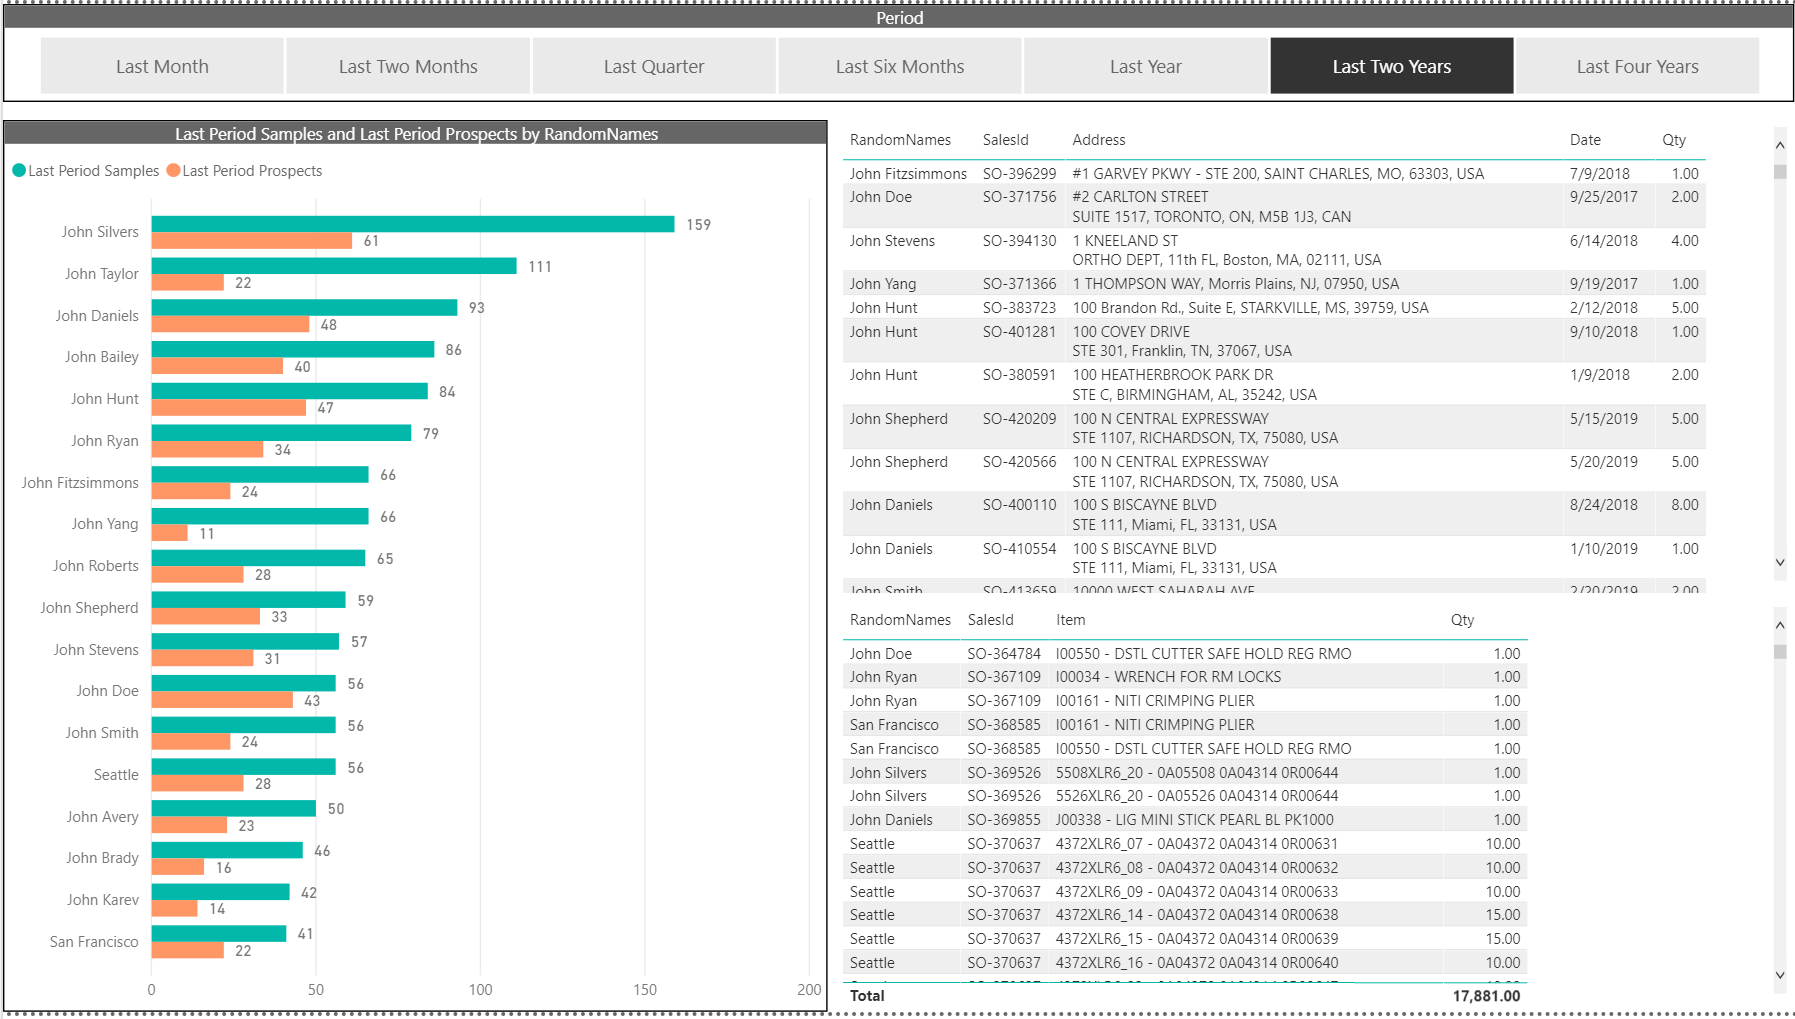 Period
Last Month Last Two Months Last Quarter Last Six Months Last Year Last Two Years Last Four Years
Last Period Samples and Last Period Prospects by RandomNames
Last Period Samples Last Period Prospects
John Silvers 159 61
John Taylor 111 22
John Daniels 93 48
John Bailey 86 40
John Hunt 84 47
John Ryan 79 34
John Fitzsimmons 66 24
John Yang 66 11
John Roberts 65 28
John Shepherd 59 33
John Stevens 57 31
John Doe 56 43
John Smith 56 24
Seattle 56 28
John Avery 50 23
John Brady 46 16
John Karev 42 14
San Francisco 41 22
0 50 100 150 200
RandomNames SalesId Address Date Qty
John Fitzsimmons SO-396299 #1 GARVEY PKWY - STE 200, SAINT CHARLES, MO, 63303, USA 7/9/2018 1.00
John Doe SO-371756 #2 CARLTON STREET 9/25/2017 2.00
SUITE 1517, TORONTO, ON, M5B 1J3, CAN
John Stevens SO-394130 1 KNEELAND ST 6/14/2018 4.00
ORTHO DEPT, 11th FL, Boston, MA, 02111, USA
John Yang SO-371366 1 THOMPSON WAY, Morris Plains, NJ, 07950, USA 9/19/2017 1.00
John Hunt SO-383723 100 Brandon Rd., Suite E, STARKVILLE, MS, 39759, USA 2/12/2018 5.00
John Hunt SO-401281 100 COVEY DRIVE 9/10/2018 1.00
STE 301, Franklin, TN, 37067, USA
John Hunt SO-380591 100 HEATHERBROOK PARK DR 1/9/2018 2.00
STE C, BIRMINGHAM, AL, 35242, USA
John Shepherd SO-420209 100 N CENTRAL EXPRESSWAY 5/15/2019 5.00
STE 1107, RICHARDSON, TX, 75080, USA
John Shepherd SO-420566 100 N CENTRAL EXPRESSWAY 5/20/2019 5.00
STE 1107, RICHARDSON, TX, 75080, USA
John Daniels SO-400110 100 S BISCAYNE BLVD 8/24/2018 8.00
STE 111, Miami, FL, 33131, USA
John Daniels SO-410554 100 S BISCAYNE BLVD 1/10/2019 1.00
STE 111, Miami, FL, 33131, USA
John Smith SO-413659 10000 WEST SAHARAH AVE 2/20/2019 2.00
RandomNames SalesId Item Qty
John Doe SO-364784 I00550 - DSTL CUTTER SAFE HOLD REG RMO 1.00
John Ryan SO-367109 I00034 - WRENCH FOR RM LOCKS 1.00
John Ryan SO-367109 I00161 - NITI CRIMPING PLIER 1.00
San Francisco SO-368585 I00161 - NITI CRIMPING PLIER 1.00
San Francisco SO-368585 I00550 - DSTL CUTTER SAFE HOLD REG RMO 1.00
John Silvers SO-369526 5508XLR6_20 - 0A05508 0A04314 0R00644 1.00
John Silvers SO-369526 5526XLR6_20 - 0A05526 0A04314 0R00644 1.00
John Daniels SO-369855 J00338 - LIG MINI STICK PEARL BL PK1000 1.00
Seattle SO-370637 4372XLR6_07 - 0A04372 0A04314 0R00631 10.00
Seattle SO-370637 4372XLR6_08 - 0A04372 0A04314 0R00632 10.00
Seattle SO-370637 4372XLR6_09 - 0A04372 0A04314 0R00633 10.00
Seattle SO-370637 4372XLR6_14 - 0A04372 0A04314 0R00638 15.00
Seattle SO-370637 4372XLR6_15 - 0A04372 0A04314 0R00639 15.00
Seattle SO-370637 4372XLR6_16 - 0A04372 0A04314 0R00640 10.00
Total 17,881.00